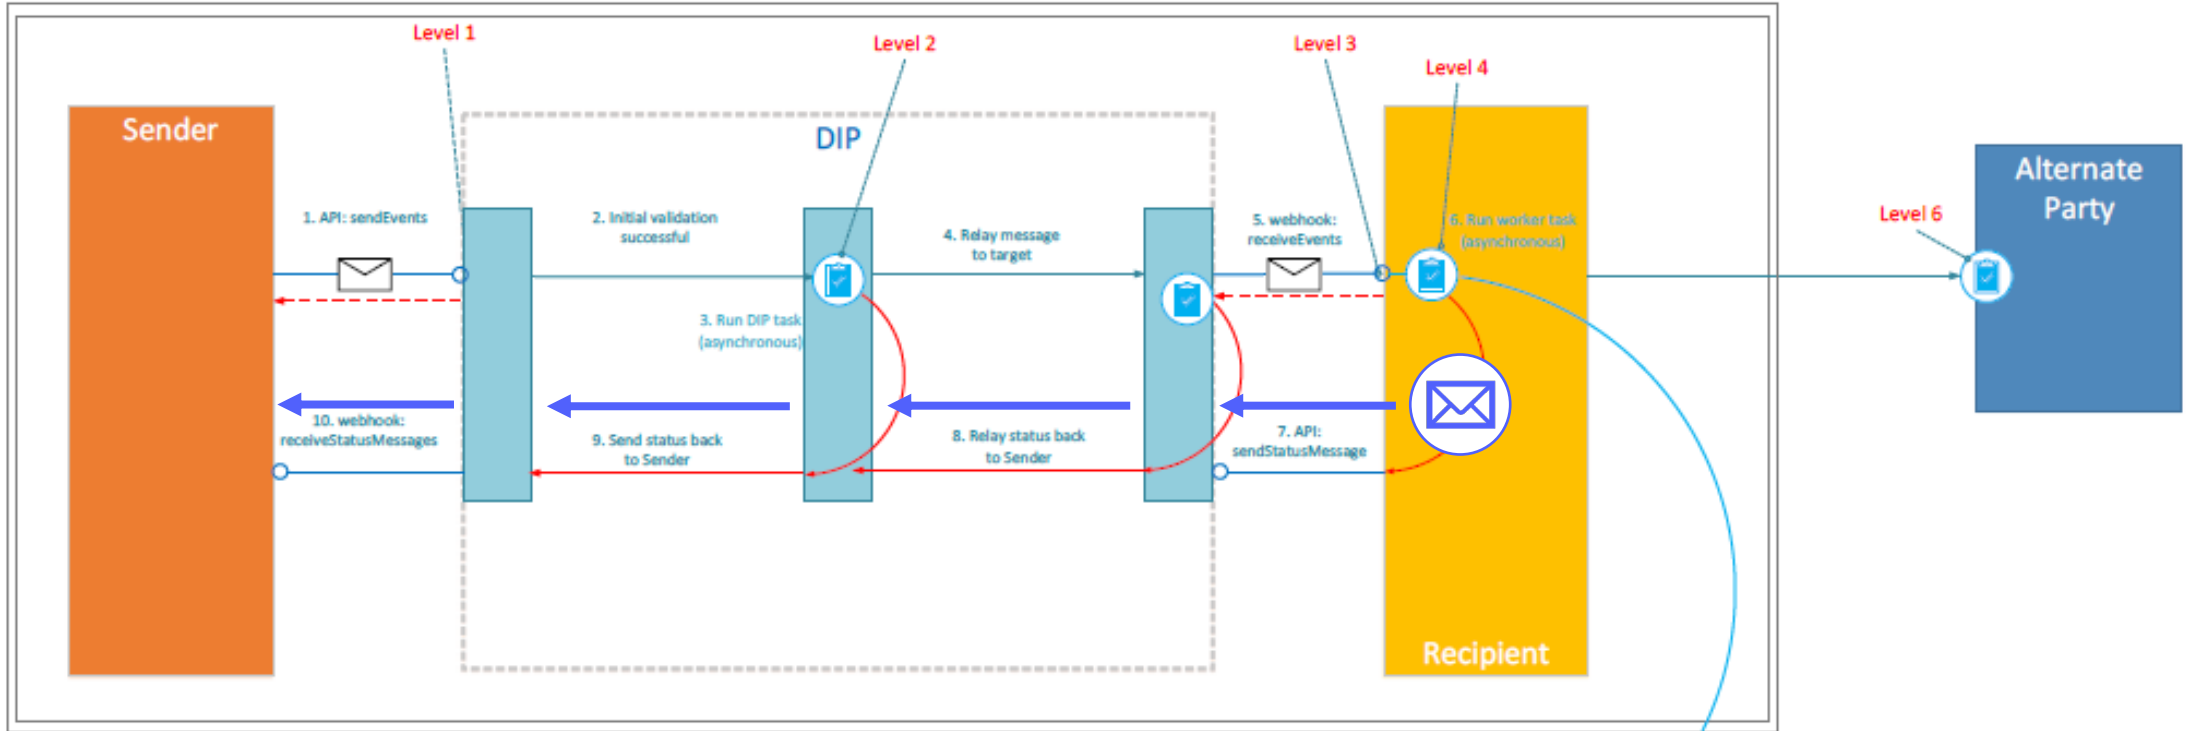 Level 1
Level 2
Level 3
Level 4
Sender
DIP
Alternate
Party
Level 6
1. API: sendEvents
2. Initial validation
successful
4. Relay message
to target
5. webhook:
receiveEvents
6. Run worker task
(asynchronous)
3. Run DIP task
(asynchronous)
10. webhook:
receiveStatusMessages
9. Send status back
to Sender
8. Relay status back
to Sender
7. API:
sendStatusMessage
Recipient